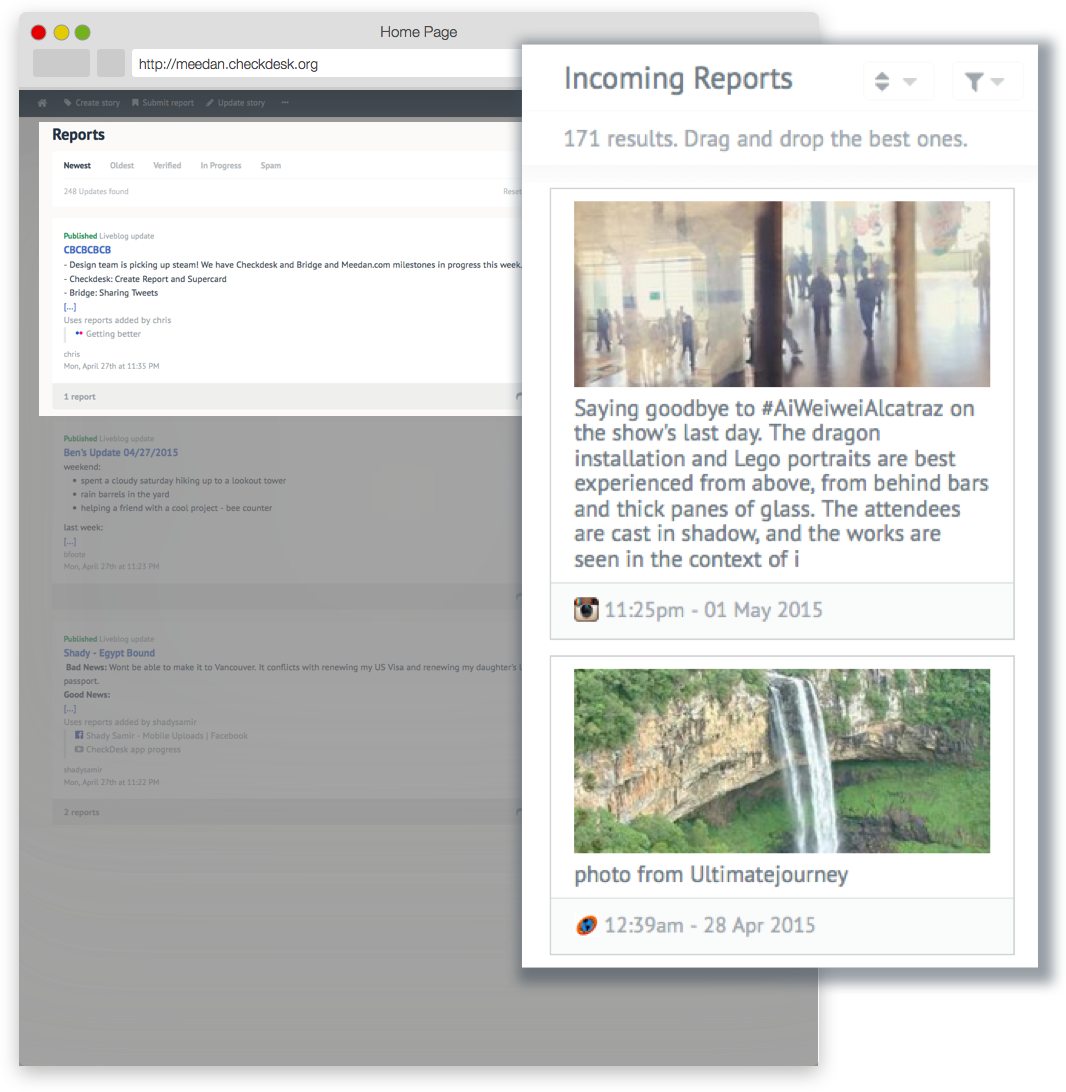 Home Page
http://meedan.checkdesk.org
Create story
Submit report
Update story
Reports
Newest
Oldest
Verified
In Progress
Spam
248 Updates found
Reset
Published Liveblog update
CBCBCBCB
- Design team is picking up steam! We have Checkdesk and Bridge and Meedan.com milestones in progress this week.
- Checkdesk: Create Report and Supercard
- Bridge: Sharing Tweets
[...]
Uses reports added by chris
Getting better
chris
Mon, April 27th at 11:35 PM
1 report
Published Liveblog update
Ben's Update 04/27/2015
weekend:
• spent a cloudy saturday hiking up to a lookout tower
• rain barrels in the yard
• helping a friend with a cool project - bee counter
last week:
[...]
Mon, April 27th at 11:23 PM
Published Liveblog update
Shady - Egypt Bound
Bad News: Wont be able to make it to Vancouver. It conflicts with renewing my US Visa and renewing my daughter's
passport.
Good News:
[...]
Uses reports added by shadysamir
Shady Samir - Mobile Uploads | Facebook
CheckDesk app progress
shadysamir
Mon, April 27th at 11:22 PM
2 reports
Incoming Reports
171 results. Drag and drop the best ones.
Saying goodbye to #AiWeiweiAlcatraz on
the show's last day. The dragon
installation and Lego portraits are best
experienced from above, from behind bars
and thick panes of glass. The attendees
are cast in shadow, and the works are
seen in the context of i
11:25pm - 01 May 2015
photo from Ultimatejourney
12:39am - 28 Apr 2015